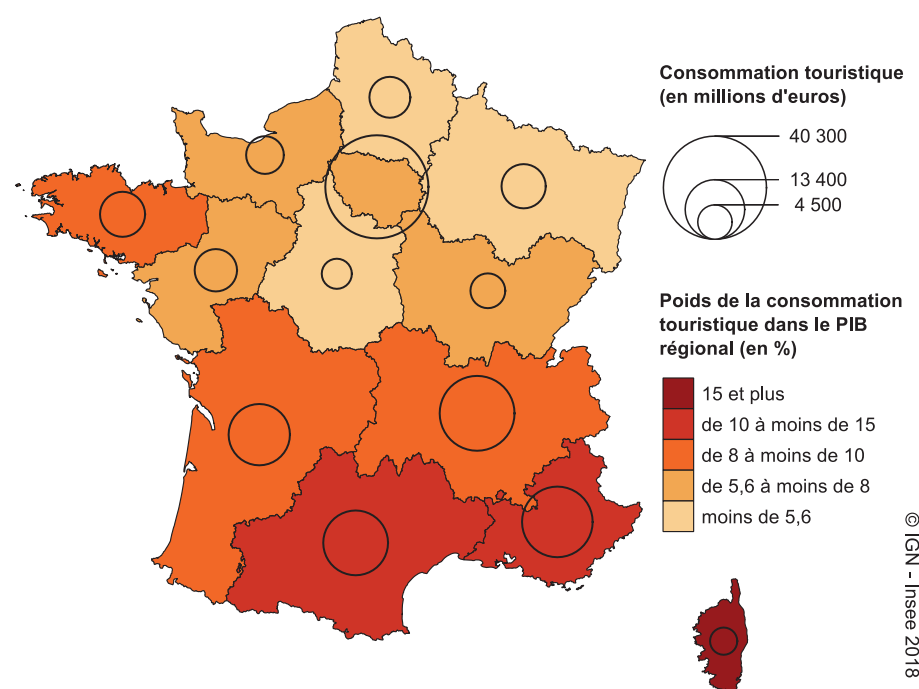 Consommation touristique
(en millions d'euros)
40 300
13 400
4 500
Poids de la consommation
touristique dans le PIB
régional (en %)
15 et plus
de 10 à moins de 15
de 8 à moins de 10
de 5,6 à moins de 8
moins de 5,6
© IGN - Insee 2018